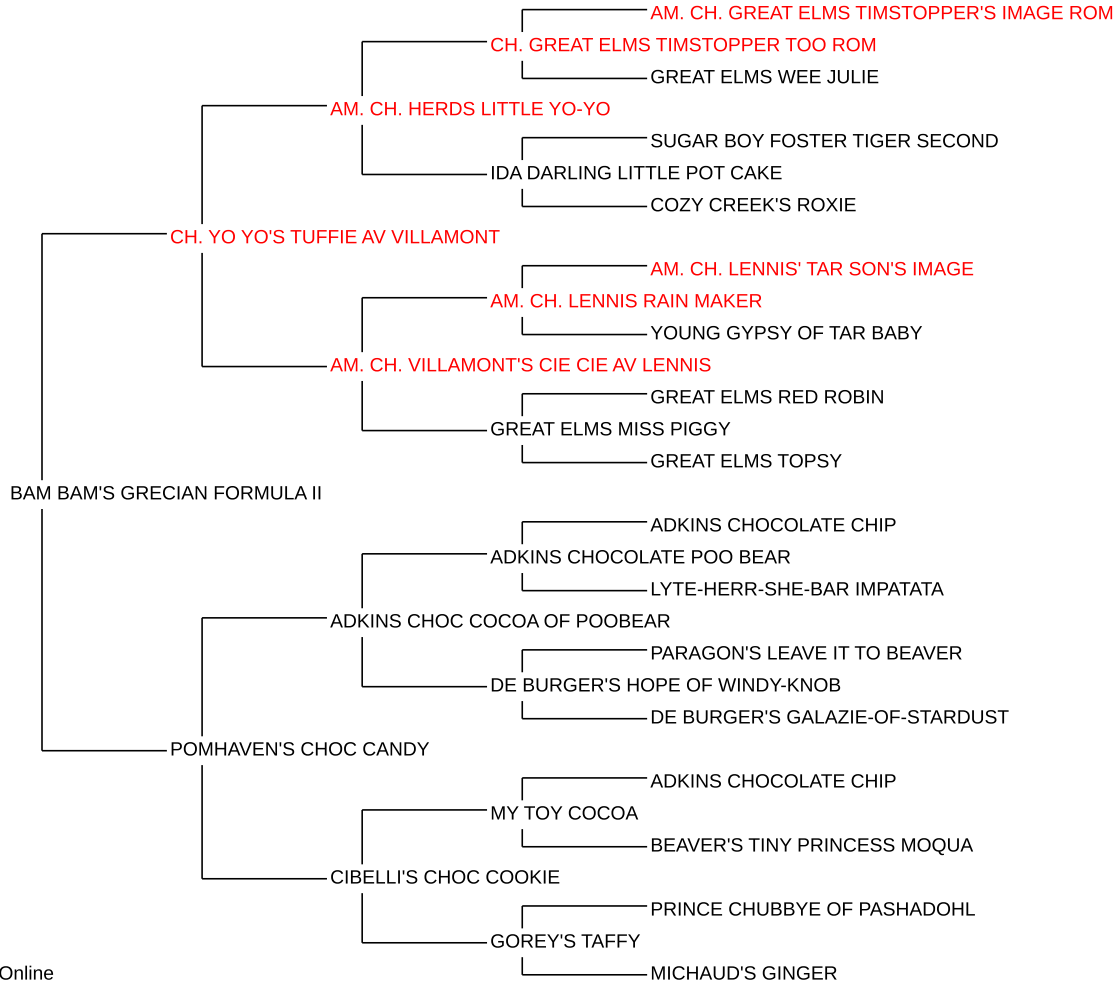 AM. CH. GREAT ELMS TIMSTOPPER'S IMAGE ROM
CH. GREAT ELMS TIMSTOPPER TOO ROM
GREAT ELMS WEE JULIE
AM. CH. HERDS LITTLE YO-YO
SUGAR BOY FOSTER TIGER SECOND
IDA DARLING LITTLE POT CAKE
COZY CREEK'S ROXIE
CH. YO YO'S TUFFIE AV VILLAMONT
AM. CH. LENNIS' TAR SON'S IMAGE
AM. CH. LENNIS RAIN MAKER
YOUNG GYPSY OF TAR BABY
AM. CH. VILLAMONT'S CIE CIE AV LENNIS
GREAT ELMS RED ROBIN
GREAT ELMS MISS PIGGY
GREAT ELMS TOPSY
BAM BAM'S GRECIAN FORMULA II
ADKINS CHOCOLATE CHIP
ADKINS CHOCOLATE POO BEAR
LYTE-HERR-SHE-BAR IMPATATA
ADKINS CHOC COCOA OF POOBEAR
PARAGON'S LEAVE IT TO BEAVER
DE BURGER'S HOPE OF WINDY-KNOB
DE BURGER'S GALAZIE-OF-STARDUST
POMHAVEN'S CHOC CANDY
ADKINS CHOCOLATE CHIP
MY TOY COCOA
BEAVER'S TINY PRINCESS MOQUA
CIBELLI'S CHOC COOKIE
PRINCE CHUBBYE OF PASHADOHL
GOREY'S TAFFY
MICHAUD'S GINGER
Online